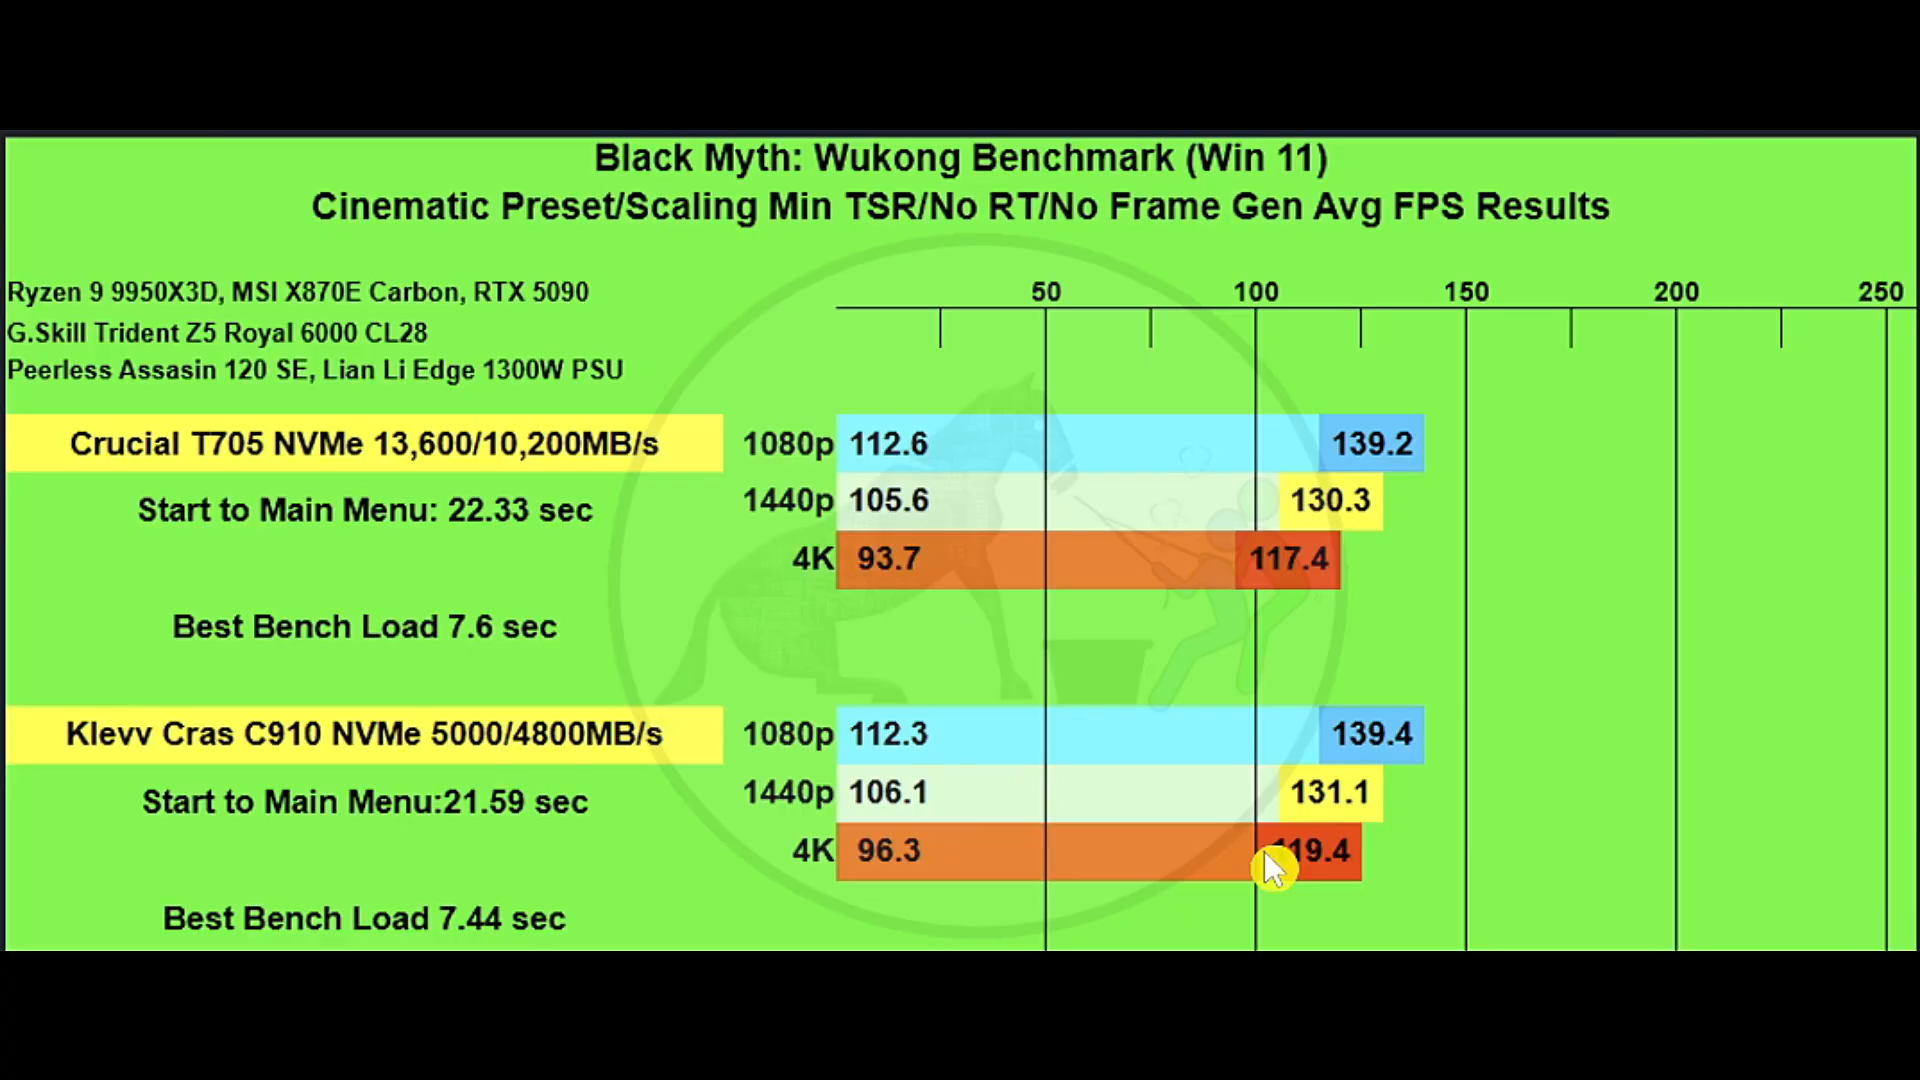 Black Myth: Wukong Benchmark (Win 11)
Cinematic Preset/Scaling Min TSR/No RT/No Frame Gen Avg FPS Results
Ryzen 9 9950X3D, MSI X870E Carbon, RTX 5090
50 100 150 200 250
G.Skill Trident Z5 Royal 6000 CL28
Peerless Assasin 120 SE, Lian Li Edge 1300W PSU
Crucial T705 NVMe 13,600/10,200MB/s 1080p 112.6 139.2
Start to Main Menu: 22.33 sec 1440p 105.6 130.3
4K 93.7 117.4
Best Bench Load 7.6 sec
Klevv Cras C910 NVMe 5000/4800MB/s 1080p 112.3 139.4
Start to Main Menu:21.59 sec 1440p 106.1 131.1
4K 96.3 119.4
Best Bench Load 7.44 sec